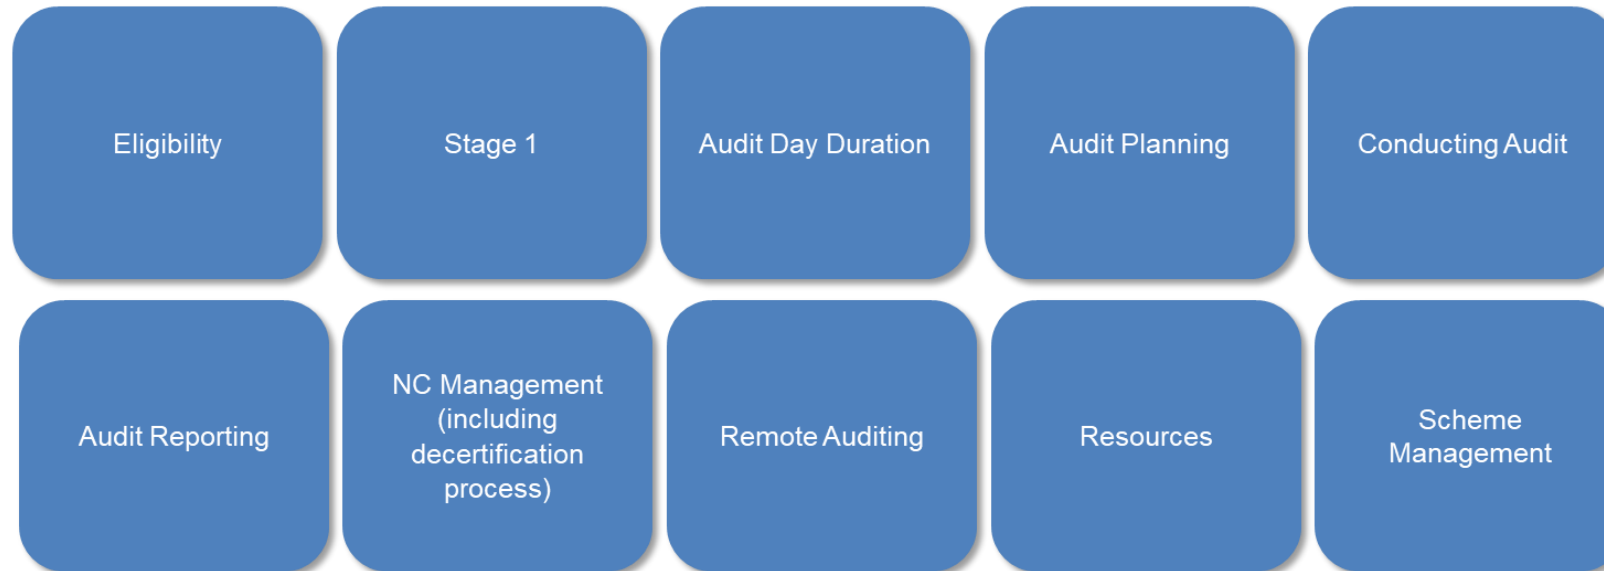 Eligibility
Stage 1
Audit Day Duration
Audit Planning
Conducting Audit
Audit Reporting
NC Management
(including
decertification
process)
Remote Auditing
Resources
Scheme
Management